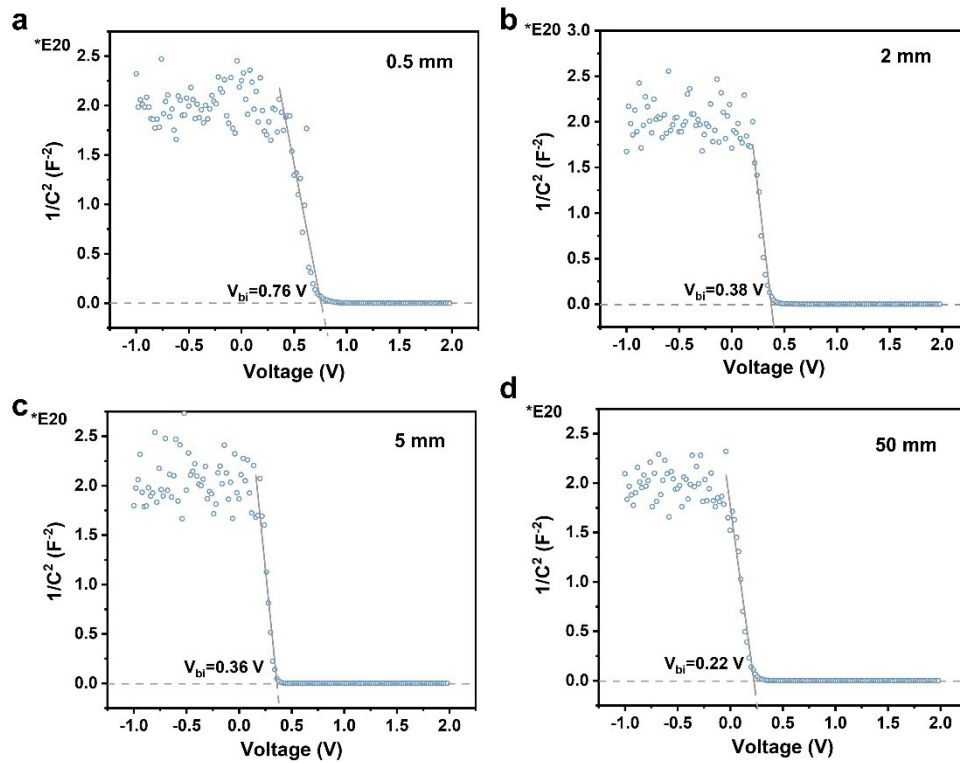 a
*E20
0.5 mm
2.5
2.0
1.5
1.0
0.5
0.0
1/C² (F⁻²)
V_bi=0.76 V
-1.0 -0.5 0.0 0.5 1.0 1.5 2.0
Voltage (V)
b
*E20
2 mm
3.0
2.5
2.0
1.5
1.0
0.5
0.0
1/C² (F⁻²)
V_bi=0.38 V
-1.0 -0.5 0.0 0.5 1.0 1.5 2.0
Voltage (V)
c
*E20
5 mm
2.5
2.0
1.5
1.0
0.5
0.0
1/C² (F⁻²)
V_bi=0.36 V
-1.0 -0.5 0.0 0.5 1.0 1.5 2.0
Voltage (V)
d
*E20
50 mm
2.5
2.0
1.5
1.0
0.5
0.0
1/C² (F⁻²)
V_bi=0.22 V
-1.0 -0.5 0.0 0.5 1.0 1.5 2.0
Voltage (V)